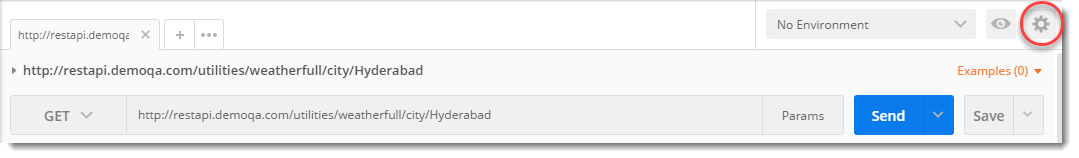 http://restapi.demoqa No Environment
http://restapi.demoqa.com/utilities/weatherfull/city/Hyderabad Examples (0)
GET http://restapi.demoqa.com/utilities/weatherfull/city/Hyderabad Params Send Save